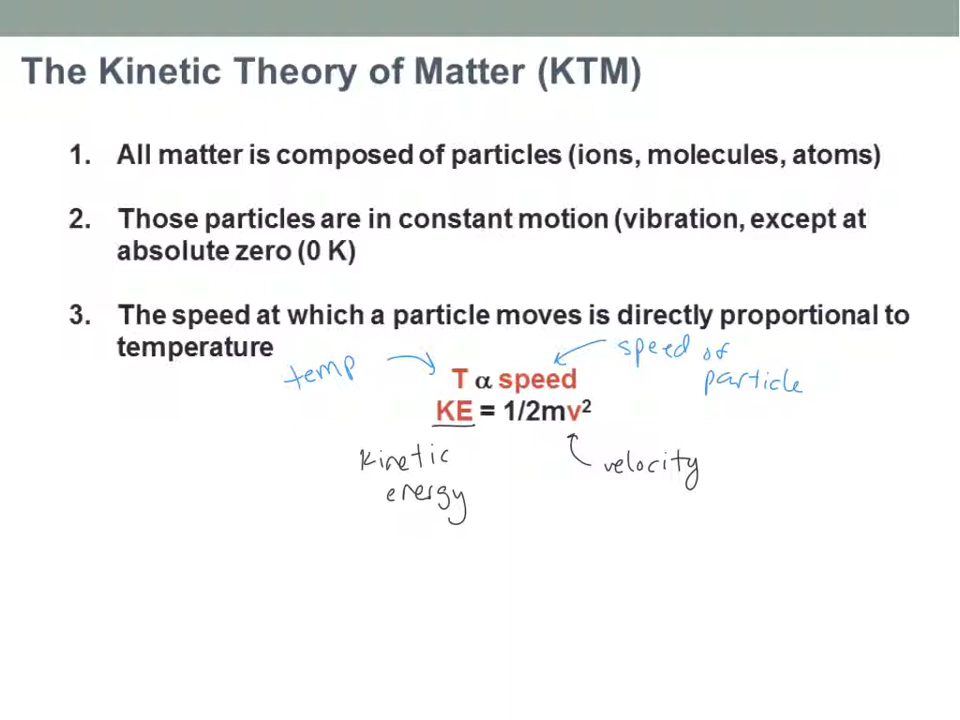 The Kinetic Theory of Matter (KTM)
1. All matter is composed of particles (ions, molecules, atoms)
2. Those particles are in constant motion (vibration, except at
absolute zero (0 K)
3. The speed at which a particle moves is directly proportional to
temperature
temp
T α speed
speed of
particle
KE = 1/2mv²
kinetic
energy
velocity